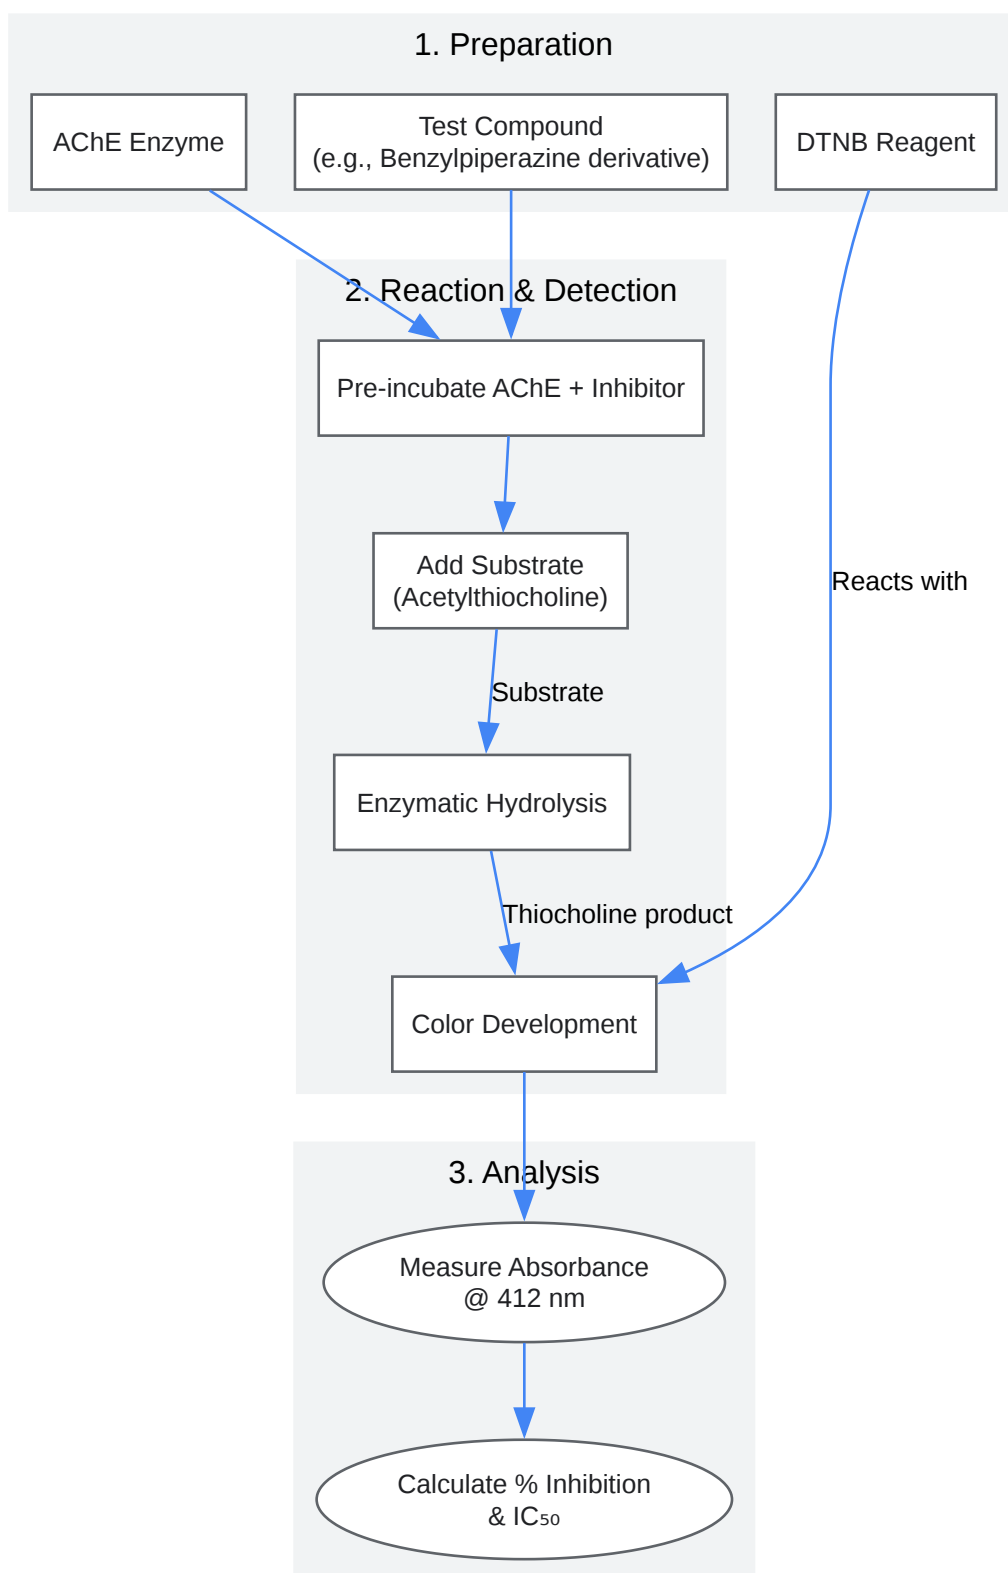 1. Preparation
AChE Enzyme
Test Compound
(e.g., Benzylpiperazine derivative)
DTNB Reagent
2. Reaction & Detection
Pre-incubate AChE + Inhibitor
Add Substrate
(Acetylthiocholine)
Reacts with
Substrate
Enzymatic Hydrolysis
Thiocholine product
Color Development
3. Analysis
Measure Absorbance
@ 412 nm
Calculate % Inhibition
& IC₅₀